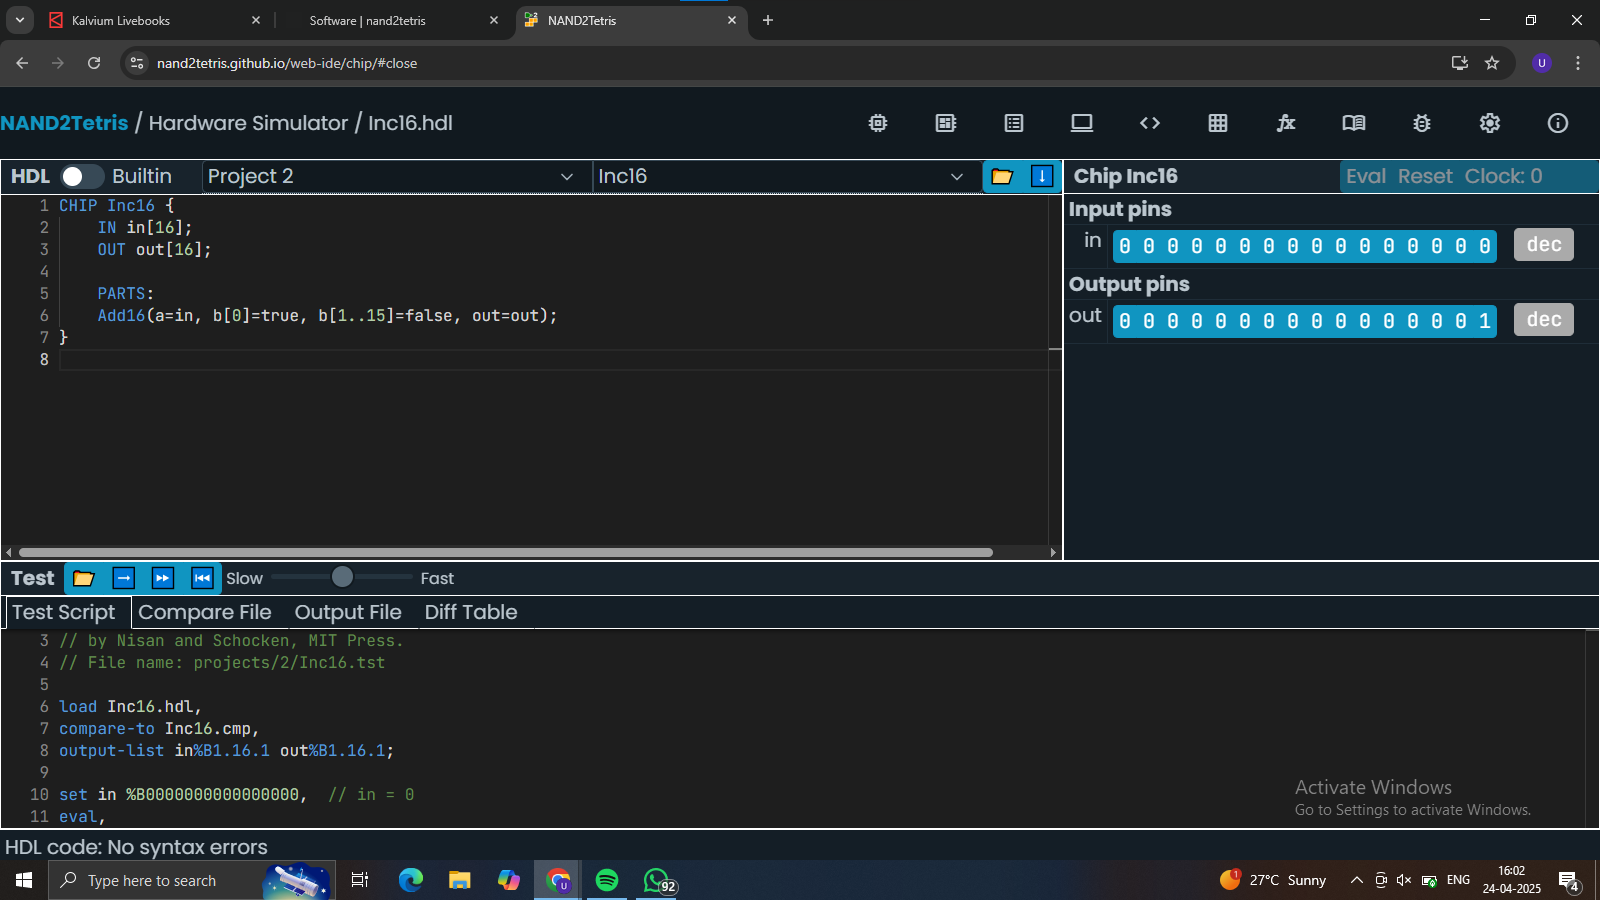 Kalvium Livebooks
Software | nand2tetris
NAND2Tetris
nand2tetris.github.io/web-ide/chip/#close
U
NAND2Tetris / Hardware Simulator / Inc16.hdl
HDL Builtin Project 2 Inc16
Chip Inc16 Eval Reset Clock: 0
1 CHIP Inc16 {
2 IN in[16];
3 OUT out[16];
4
5 PARTS:
6 Add16(a=in, b[0]=true, b[1..15]=false, out=out);
7 }
8
Input pins
in 0 0 0 0 0 0 0 0 0 0 0 0 0 0 0 0 dec
Output pins
out 0 0 0 0 0 0 0 0 0 0 0 0 0 0 0 1 dec
Test Slow Fast
Test Script Compare File Output File Diff Table
3 // by Nisan and Schocken, MIT Press.
4 // File name: projects/2/Inc16.tst
5
6 load Inc16.hdl,
7 compare-to Inc16.cmp,
8 output-list in%B1.16.1 out%B1.16.1;
9
10 set in %B0000000000000000, // in = 0
11 eval,
Activate Windows
Go to Settings to activate Windows.
HDL code: No syntax errors
Type here to search
U
92
1
27°C Sunny
ENG
16:02
24-04-2025
4